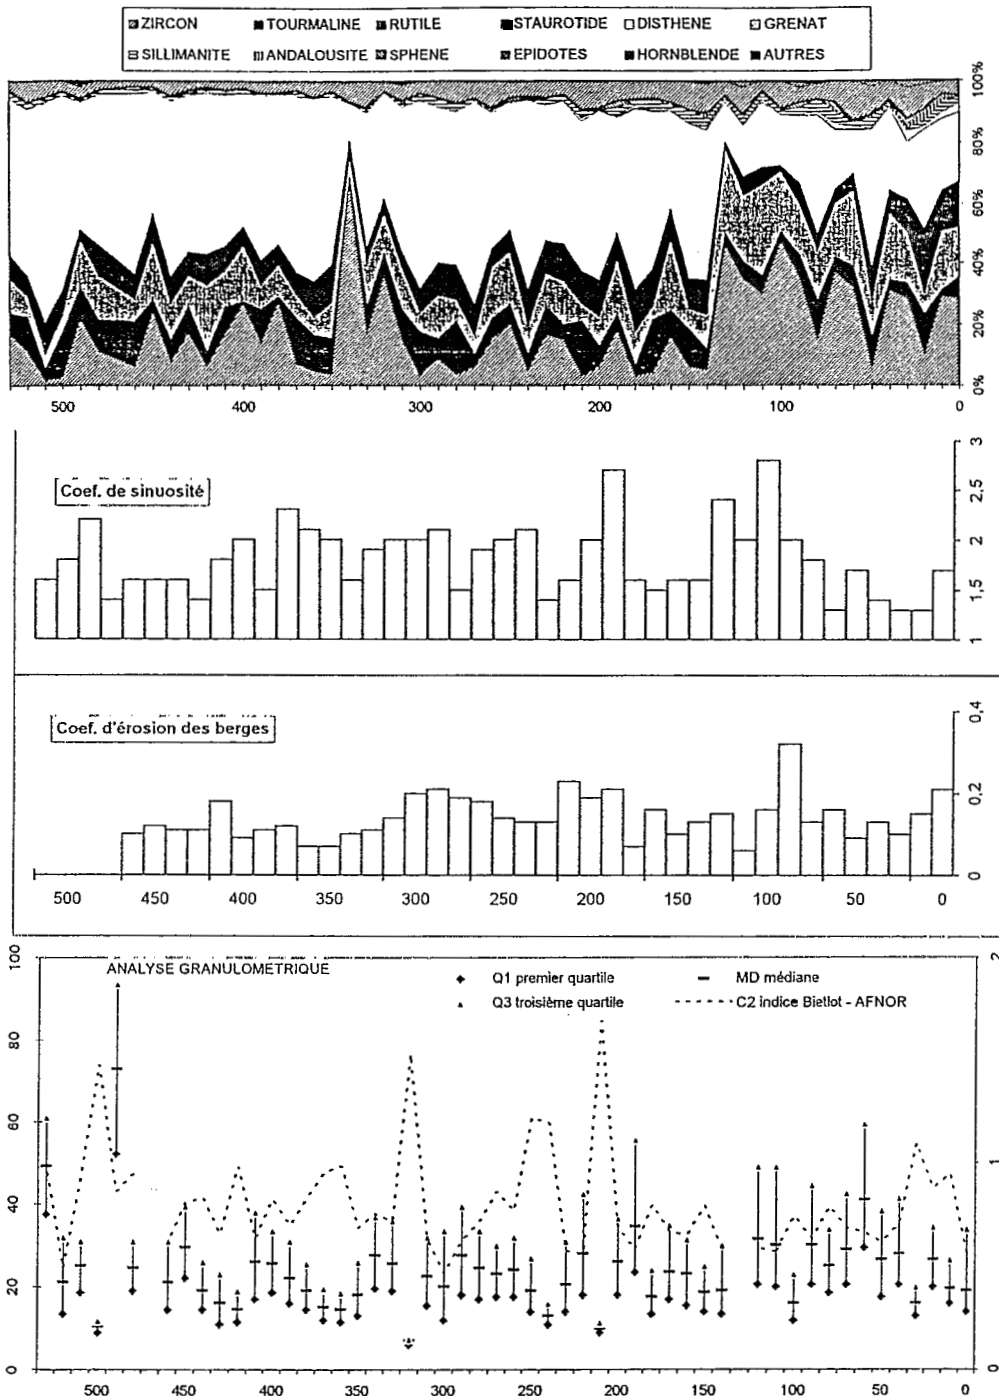 ZIRCON TOURMALINE RUTILE STAUROTIDE DISTHENE GRENAT
SILLIMANITE ANDALOUSITE SPHENE EPIDOTES HORNBLENDE AUTRES
100%
80%
60%
40%
20%
0%
500 400 300 200 100 0
Coef. de sinuosité
3
2,5
2
1,5
1
Coef. d'érosion des berges
0,4
0,2
0
500 450 400 350 300 250 200 150 100 50 0
ANALYSE GRANULOMETRIQUE
Q1 premier quartile MD médiane
Q3 troisième quartile C2 indice Bietlot - AFNOR
100
80
60
40
20
0
2
1
0
500 450 400 350 300 250 200 150 100 50 0